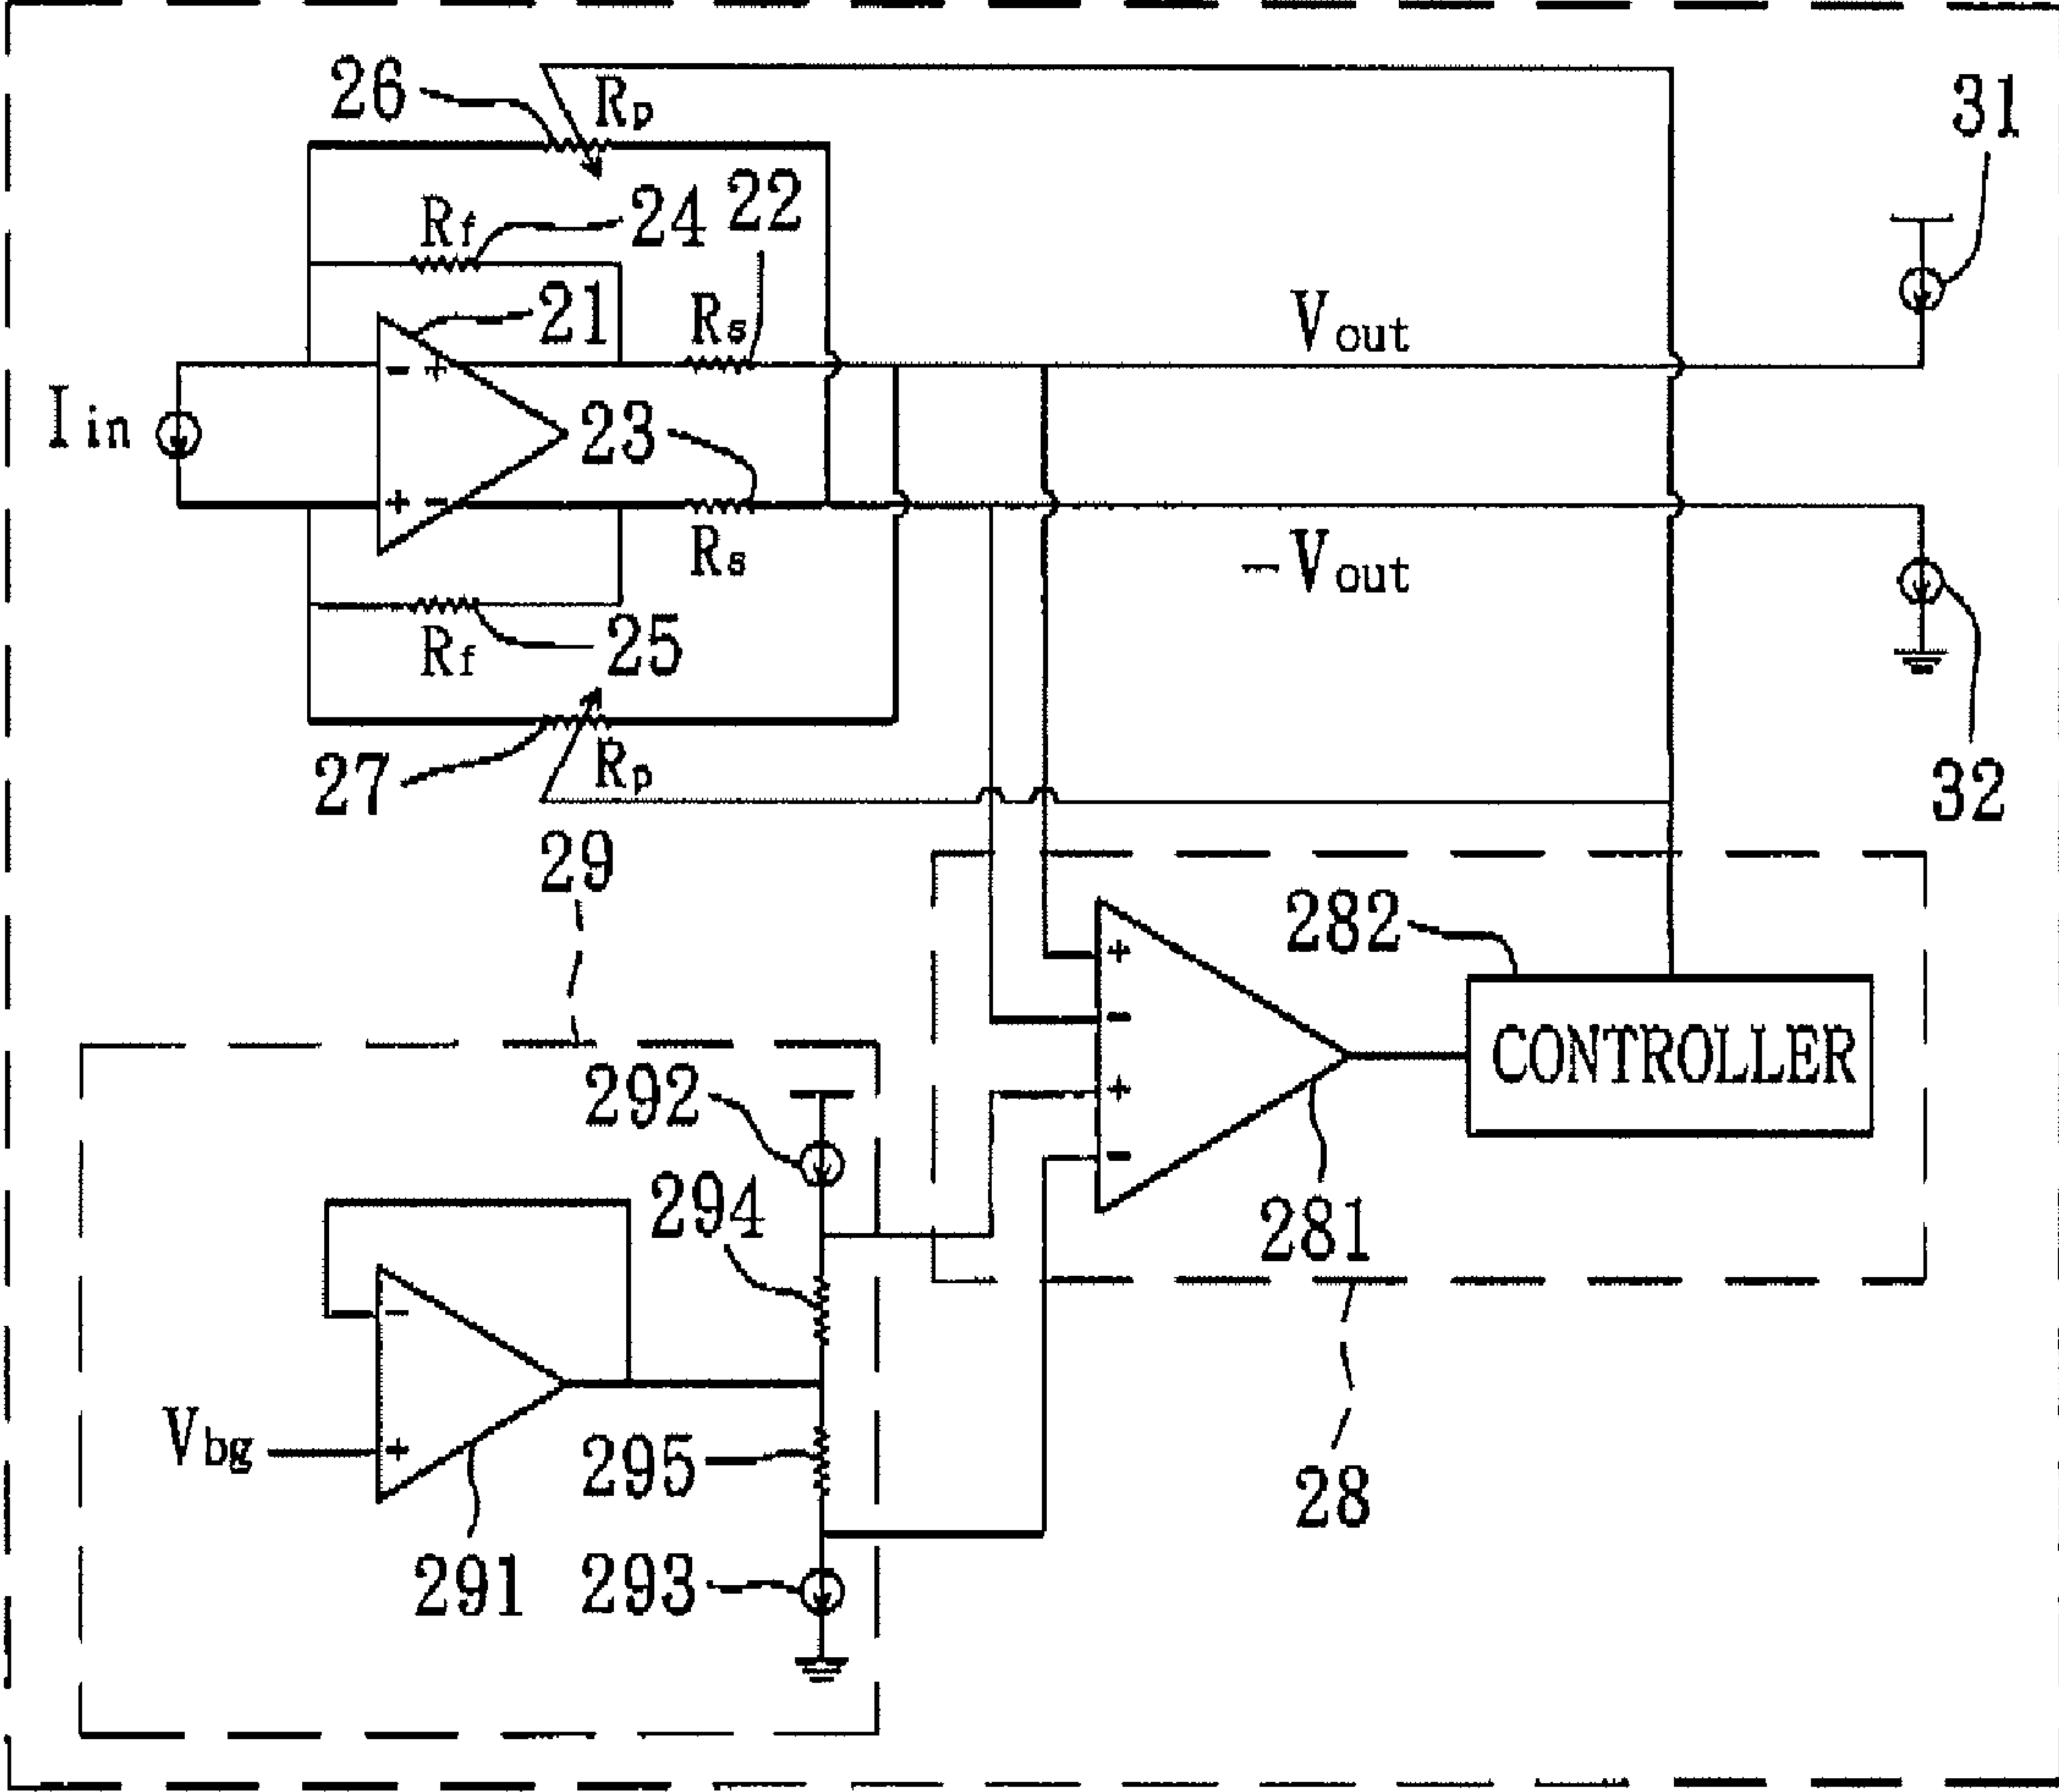 26
Rp
31
Rf
24
22
21
Rs
Vout
Iin
- +
23
+ -
Rs
-Vout
Rf
25
27
Rp
32
29
282
+
-
CONTROLLER
292
+
-
294
281
-
Vbg
+
295
28
291
293